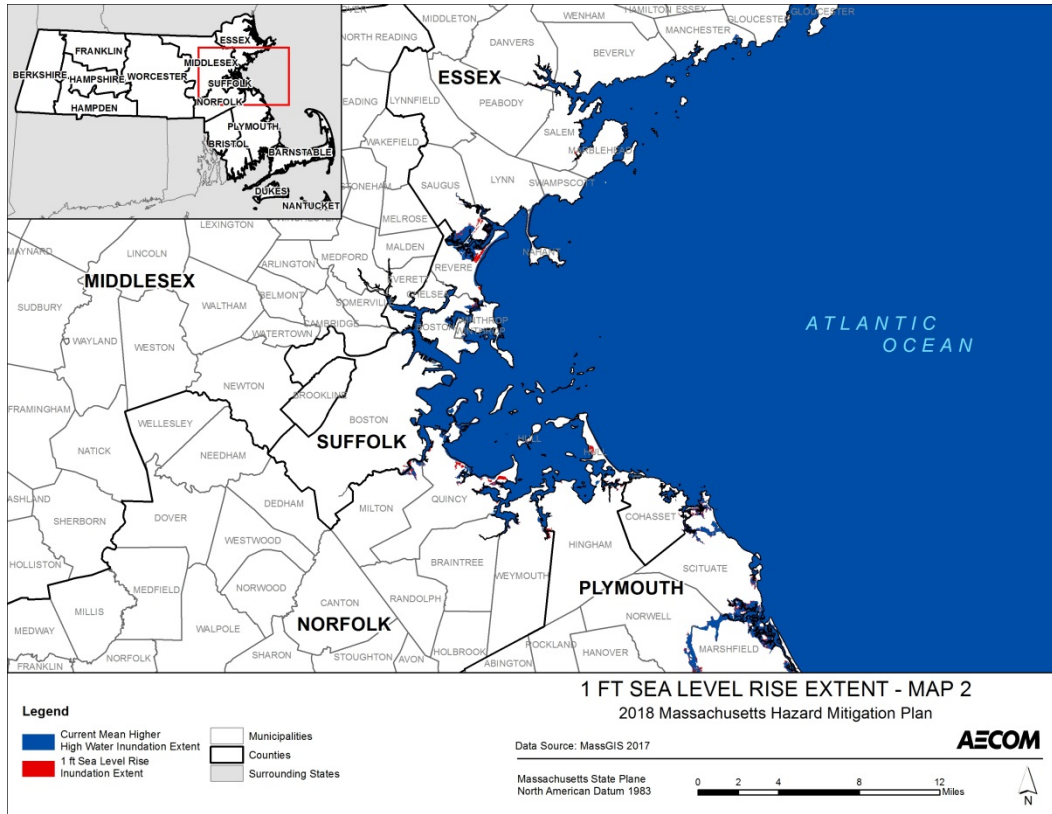 ESSEX
FRANKLIN
MIDDLESEX
BERKSHIRE
HAMPSHIRE
WORCESTER
SUFFOLK
NORFOLK
HAMPDEN
PLYMOUTH
BRISTOL
BARNSTABLE
DUKES
NANTUCKET
MIDDLETON
WENHAM
HAMILTON
ESSEX
GLOUCESTER
GLOUCESTER
MANCHESTER
NORTH READING
DANVERS
BEVERLY
ESSEX
LYNNFIELD
PEABODY
SALEM
MARBLEHEAD
WAKEFIELD
LYNN
SWAMPSCOTT
SAUGUS
MELROSE
NAHANT
LEXINGTON
MAYNARD
LINCOLN
ARLINGTON
MEDFORD
MALDEN
REVERE
EVERETT
CHELSEA
MIDDLESEX
BELMONT
SOMERVILLE
SUDBURY
WALTHAM
CAMBRIDGE
BOSTON
WINTHROP
WATERTOWN
WAYLAND
WESTON
NEWTON
ATLANTIC
OCEAN
FRAMINGHAM
BROOKLINE
BOSTON
WELLESLEY
SUFFOLK
HULL
HULL
NATICK
NEEDHAM
ASHLAND
SHERBORN
DOVER
DEDHAM
MILTON
QUINCY
COHASSET
WESTWOOD
HINGHAM
HOLLISTON
MEDFIELD
NORWOOD
BRAINTREE
WEYMOUTH
SCITUATE
PLYMOUTH
MILLIS
CANTON
RANDOLPH
NORFOLK
NORWELL
MEDWAY
WALPOLE
SHARON
STOUGHTON
AVON
HOLBROOK
ROCKLAND
HANOVER
MARSHFIELD
FRANKLIN
NORFOLK
ABINGTON
1 FT SEA LEVEL RISE EXTENT - MAP 2
2018 Massachusetts Hazard Mitigation Plan
Legend
Current Mean Higher
High Water Inundation Extent
1 ft Sea Level Rise
Inundation Extent
Municipalities
Counties
Surrounding States
Data Source: MassGIS 2017
AECOM
Massachusetts State Plane
North American Datum 1983
0 2 4 6 8 12
Miles
N